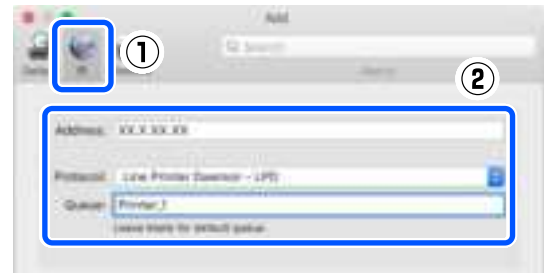 Add
①
Search
②
Address: XX.X.XX.XX
Protocol: Line Printer Daemon - LPD
Queue: Printer_1
Leave blank for default queue.